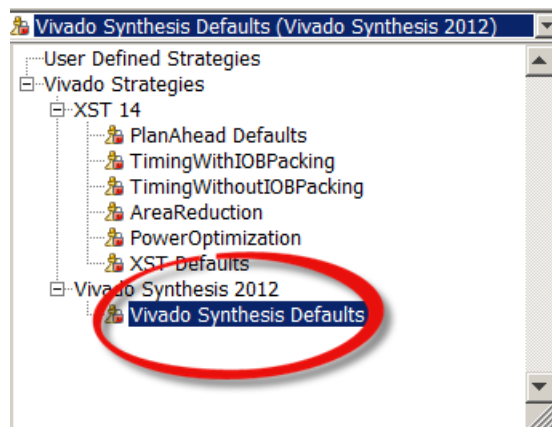 Vivado Synthesis Defaults (Vivado Synthesis 2012)
User Defined Strategies
Vivado Strategies
XST 14
PlanAhead Defaults
TimingWithIOBPacking
TimingWithoutIOBPacking
AreaReduction
PowerOptimization
XST Defaults
Vivado Synthesis 2012
Vivado Synthesis Defaults